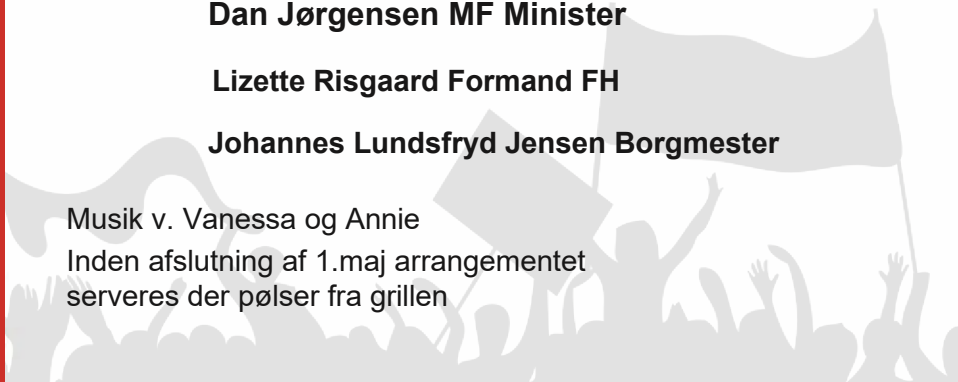 Dan Jørgensen MF Minister
Lizette Risgaard Formand FH
Johannes Lundsfryd Jensen Borgmester
Musik v. Vanessa og Annie
Inden afslutning af 1.maj arrangementet
serveres der pølser fra grillen